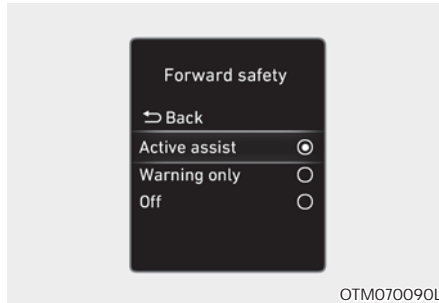 Forward safety
⮌ Back
Active assist
Warning only
Off
OTM070090L